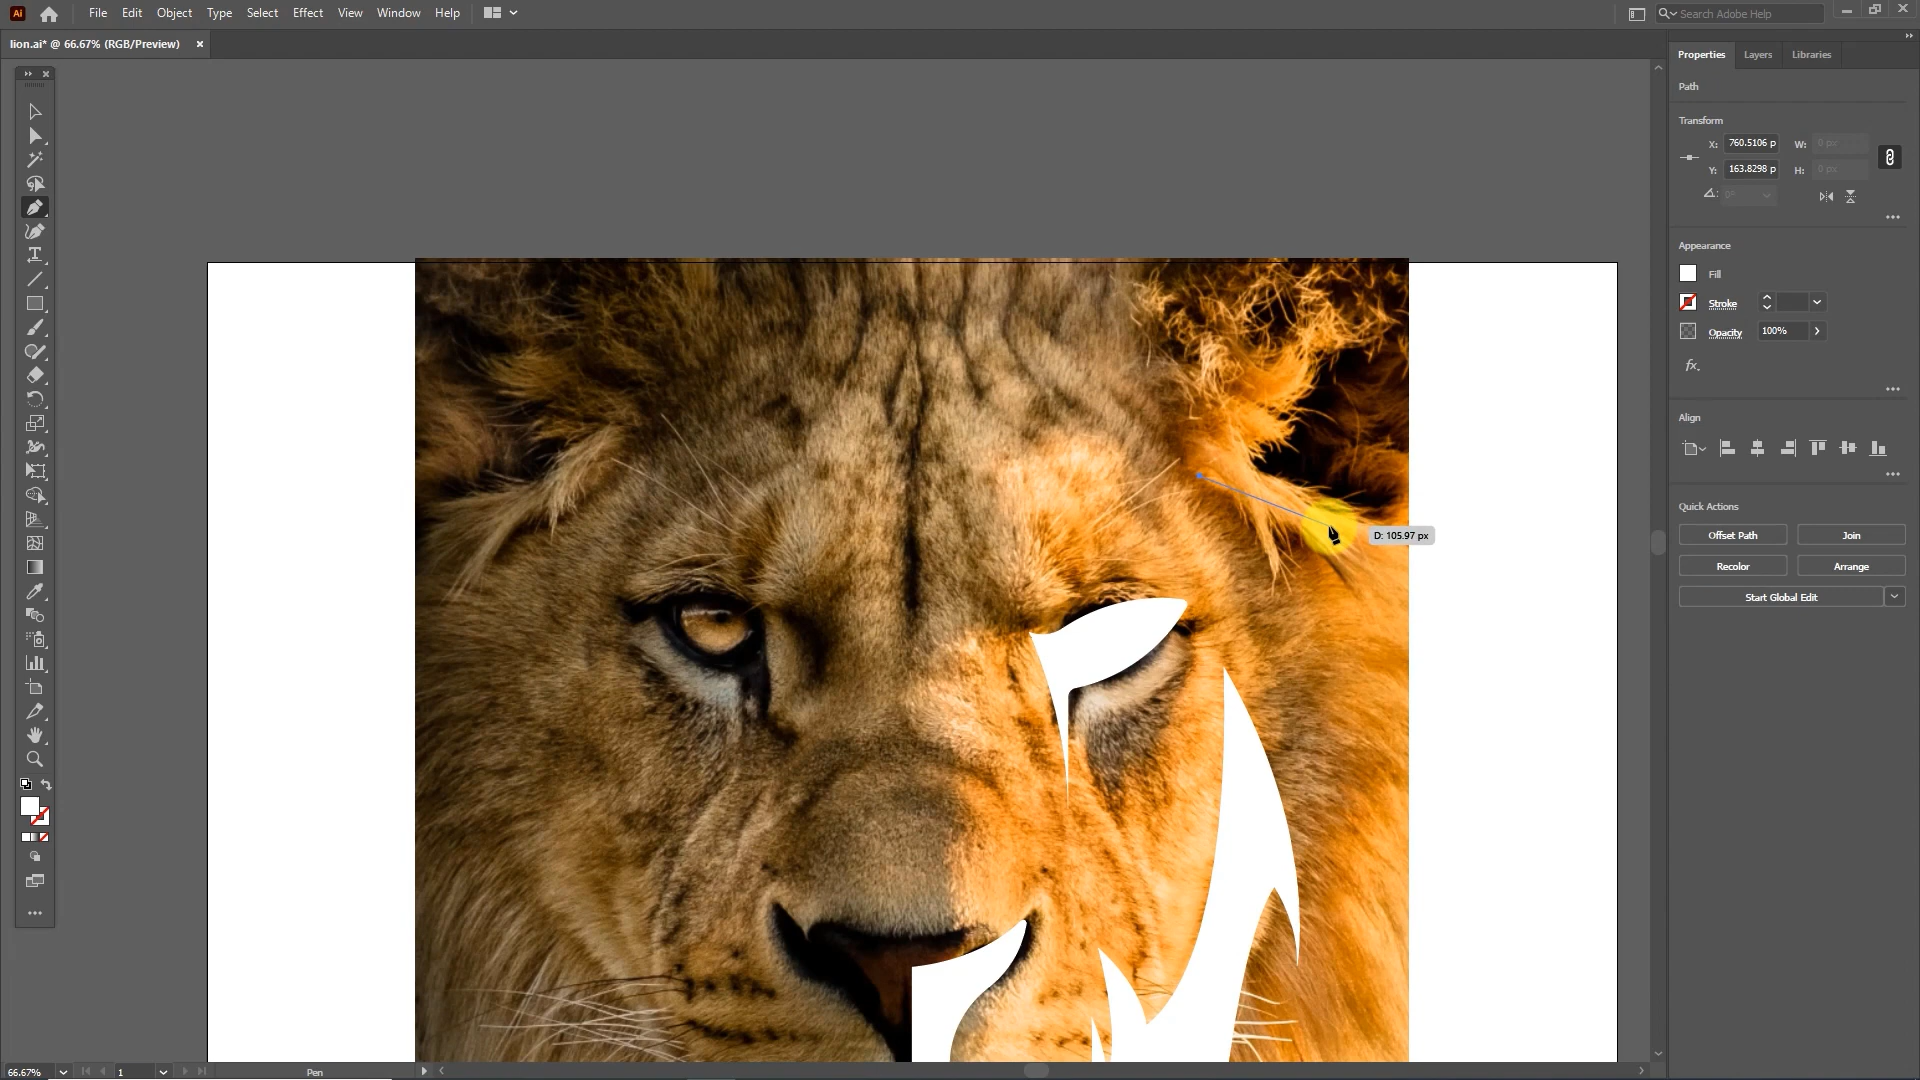 Ai File Edit Object Type Select Effect View Window Help Search Adobe Help
lion.ai* @ 66.67% (RGB/Preview)
Properties Layers Libraries
Path
Transform
X: 760.5106 p W: 0 px
Y: 163.8298 p H: 0 px
0°
Appearance
Fill
Stroke
Opacity 100%
fx.
Align
Quick Actions
Offset Path Join
Recolor Arrange
Start Global Edit
D: 105.97 px
66.67% 1 Pen